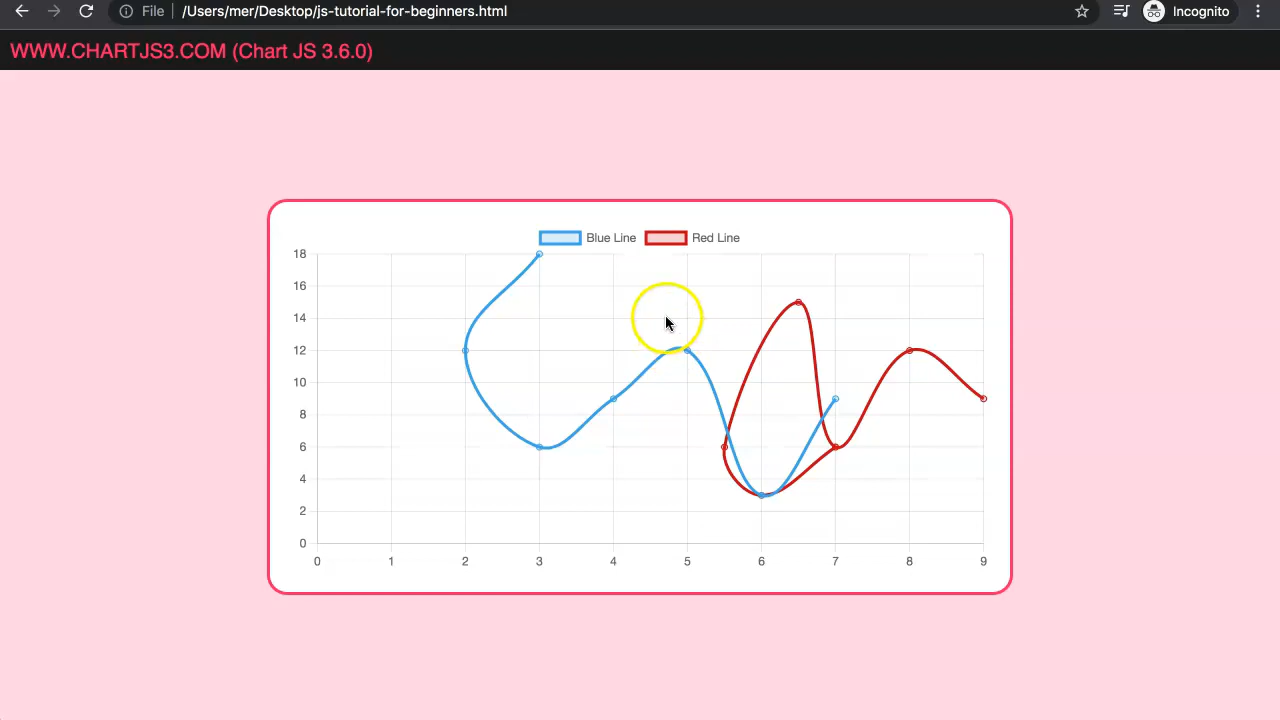 File /Users/mer/Desktop/js-tutorial-for-beginners.html Incognito
WWW.CHARTJS3.COM (Chart JS 3.6.0)
Blue Line Red Line
18
16
14
12
10
8
6
4
2
0
0 1 2 3 4 5 6 7 8 9